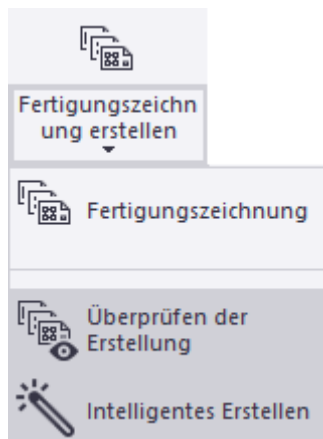 Fertigungszeichn
ung erstellen
Fertigungszeichnung
Überprüfen der
Erstellung
Intelligentes Erstellen